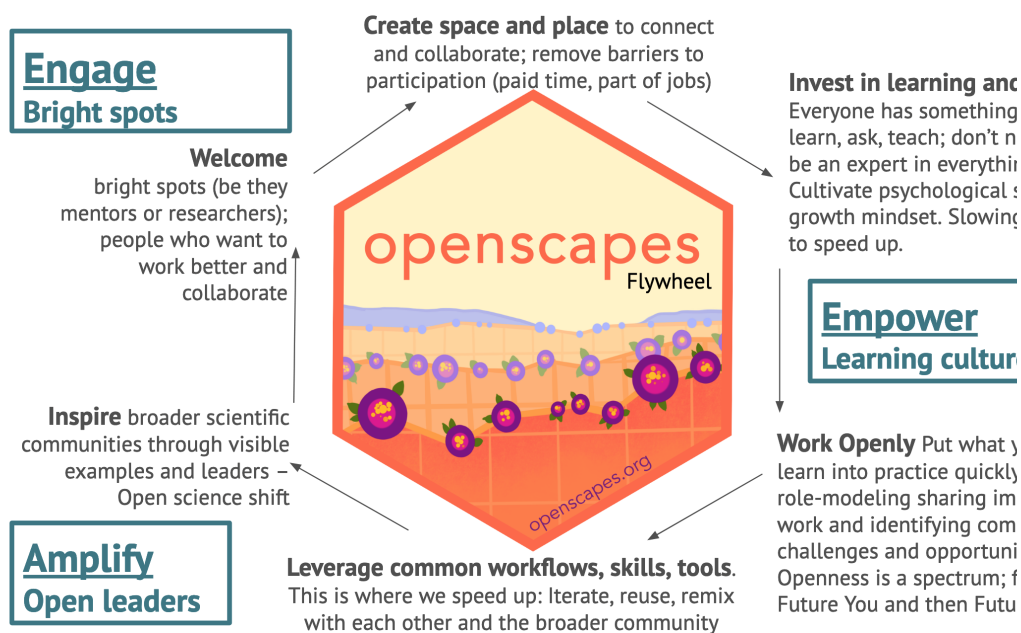 Create space and place to connect
and collaborate; remove barriers to
participation (paid time, part of jobs)
Engage
Bright spots
Welcome
bright spots (be they
mentors or researchers);
people who want to
work better and
collaborate
Invest in learning and
Everyone has something
learn, ask, teach; don’t
be an expert in
Cultivate psychological
growth mindset. Slowing
to speed up.
openscapes
Flywheel
Empower
Learning
Inspire broader scientific
communities through visible
examples and leaders –
Open science shift
Work Openly Put what
learn into practice quickly
role-modeling sharing
work and identifying
challenges and
Openness is a spectrum;
Future You and then
openscapes.org
Amplify
Open leaders
Leverage common workflows, skills, tools.
This is where we speed up: Iterate, reuse, remix
with each other and the broader community